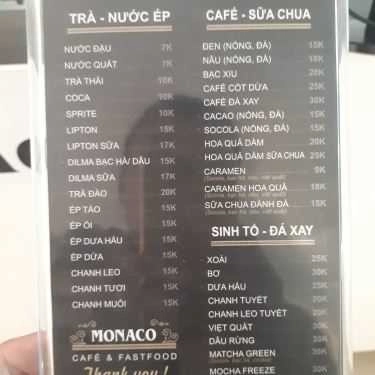 TRÀ - NƯỚC ÉP
NƯỚC ĐẬU 7K
NƯỚC QUẤT 7K
TRÀ THÁI 10K
COCA 10K
SPRITE 10K
LIPTON 15K
LIPTON SỮA 17K
DILMA BẠC HÀ DÂU 15K
DILMA SỮA 17K
TRÀ ĐÀO 20K
ÉP TÁO 15K
ÉP ỔI 15K
ÉP DƯA HẤU 15K
ÉP DỨA 15K
CHANH LEO 15K
CHANH TƯƠI 15K
CHANH MUỐI 15K
MONACO
CAFÉ & FASTFOOD
Thank you !
CAFÉ - SỮA CHUA
ĐEN (NÓNG, ĐÁ) 15K
NÂU (NÓNG, ĐÁ) 18K
BẠC XỈU 20K
CAFÉ CỐT DỪA 25K
CAFÉ ĐÁ XAY 30K
CACAO (NÓNG, ĐÁ) 15K
SOCOLA (NÓNG, ĐÁ) 15K
HOA QUẢ DẦM 20K
HOA QUẢ DẦM SỮA CHUA 25K
CARAMEN 9K
CARAMEN HOA QUẢ 18K
SỮA CHUA ĐÁNH ĐÁ 15K
SINH TỐ - ĐÁ XAY
XOÀI 25K
BƠ 30K
DƯA HẤU 25K
CHANH TUYẾT 20K
CHANH LEO TUYẾT 20K
VIỆT QUẤT 30K
DÂU RỪNG 30K
MATCHA GREEN 30K
MOCHA FREEZE 30K